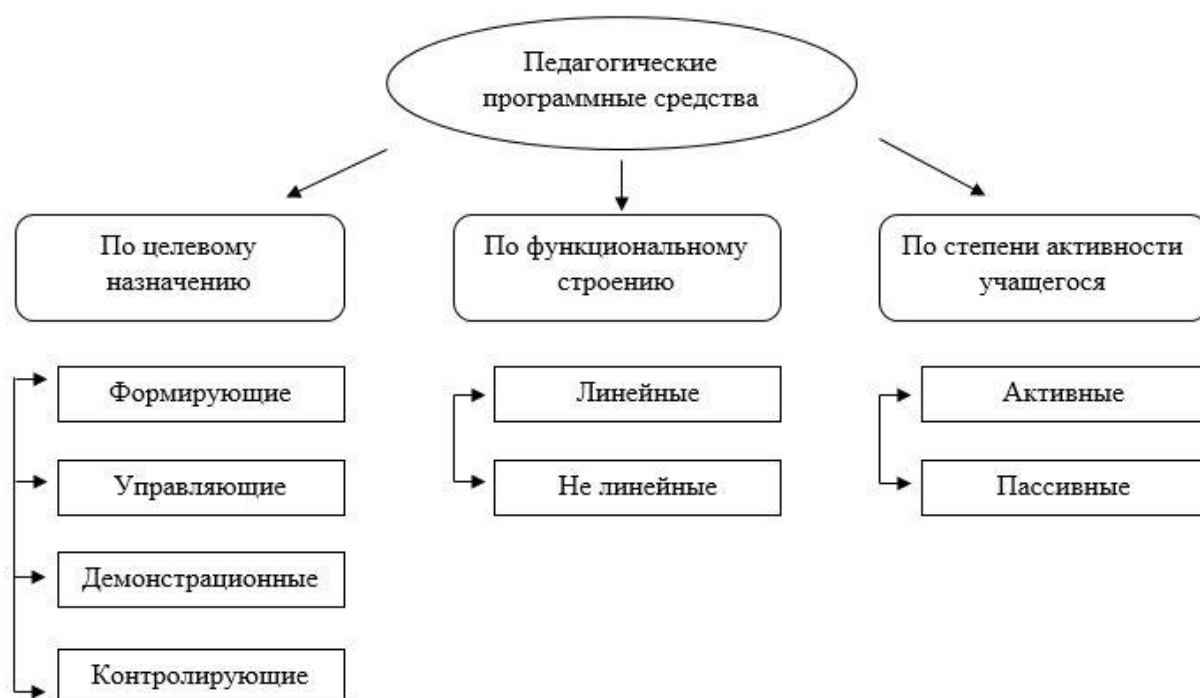 Педагогические
программные средства
По целевому
назначению
По функциональному
строению
По степени активности
учащегося
Формирующие
Управляющие
Демонстрационные
Контролирующие
Линейные
Не линейные
Активные
Пассивные